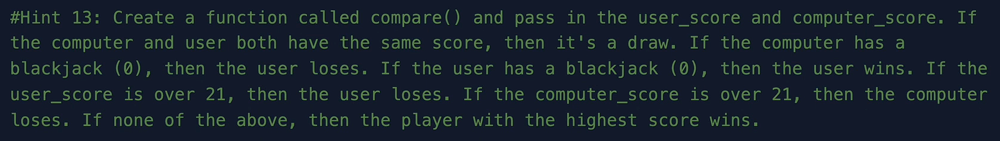 #Hint 13: Create a function called compare() and pass in the user_score and computer_score. If
the computer and user both have the same score, then it's a draw. If the computer has a
blackjack (0), then the user loses. If the user has a blackjack (0), then the user wins. If the
user_score is over 21, then the user loses. If the computer_score is over 21, then the computer
loses. If none of the above, then the player with the highest score wins.